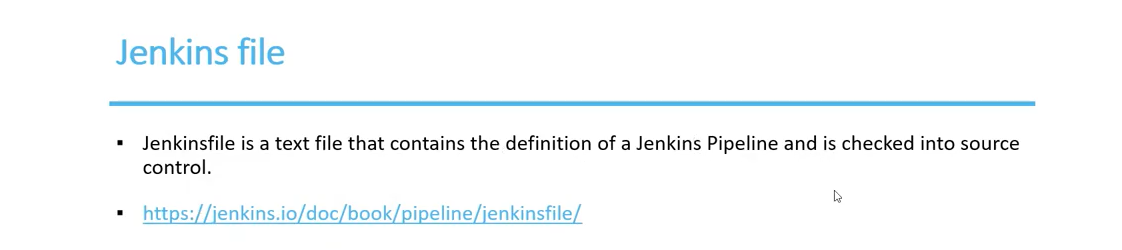 Jenkins file
▪ Jenkinsfile is a text file that contains the definition of a Jenkins Pipeline and is checked into source
control.
▪ https://jenkins.io/doc/book/pipeline/jenkinsfile/